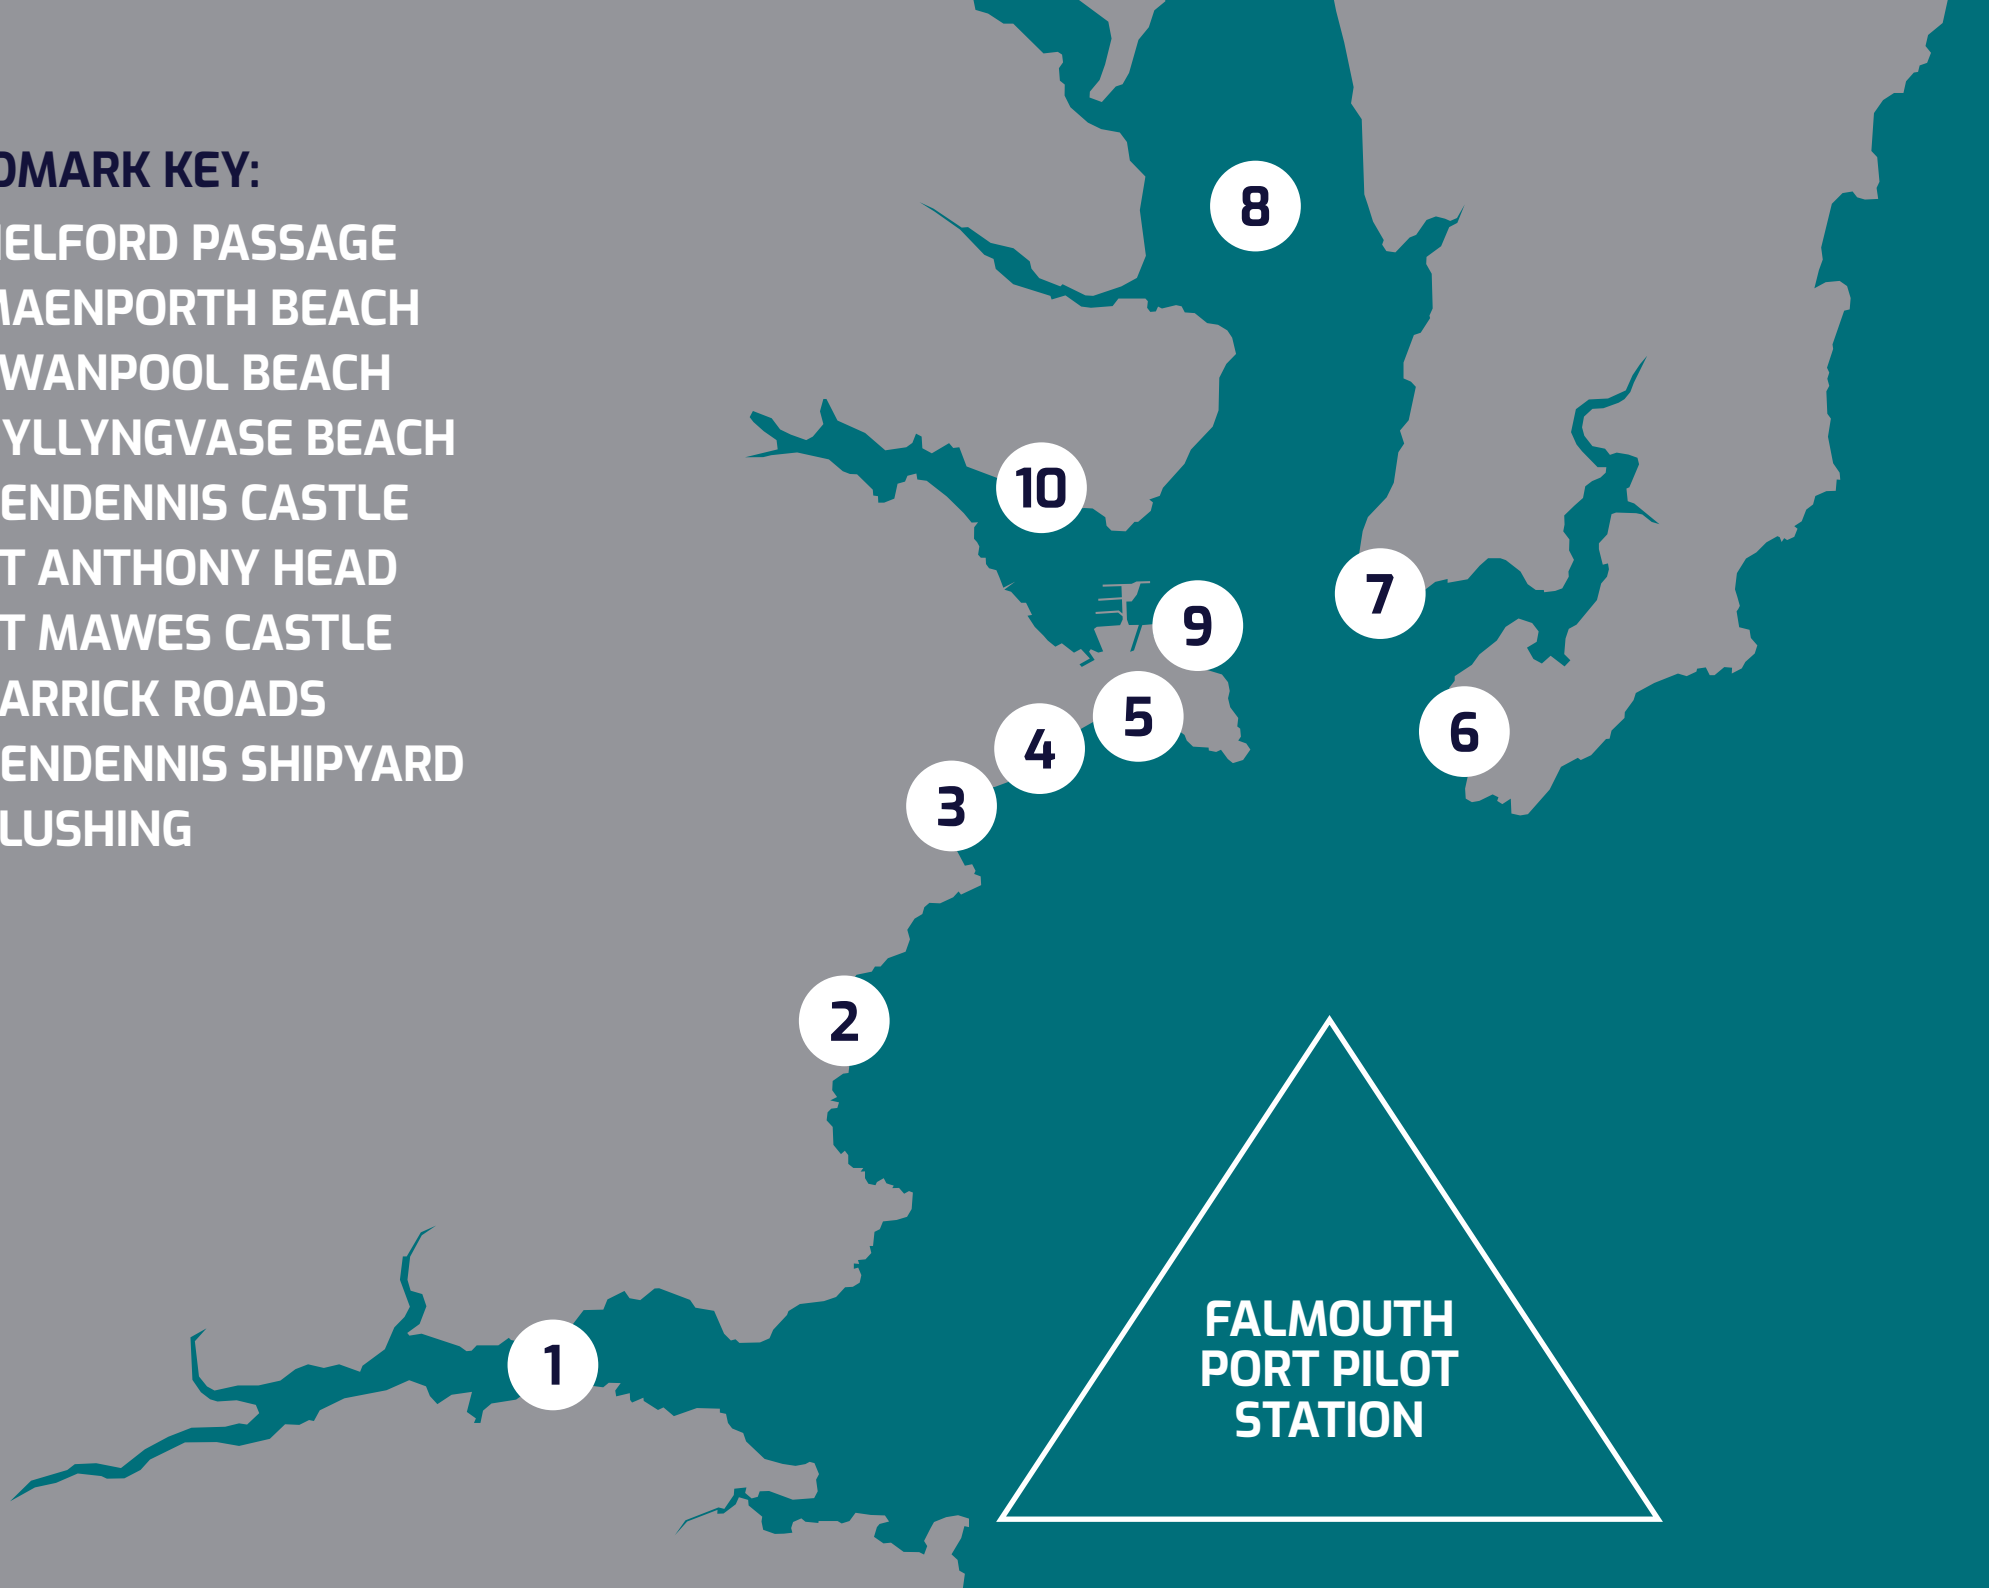 DMARK KEY:
ELFORD PASSAGE
MAENPORTH BEACH
WANPOOL BEACH
YLLYNGVASE BEACH
ENDENNIS CASTLE
T ANTHONY HEAD
T MAWES CASTLE
ARRICK ROADS
ENDENNIS SHIPYARD
LUSHING
8
10
7
9
5
6
4
3
2
1
FALMOUTH
PORT PILOT
STATION